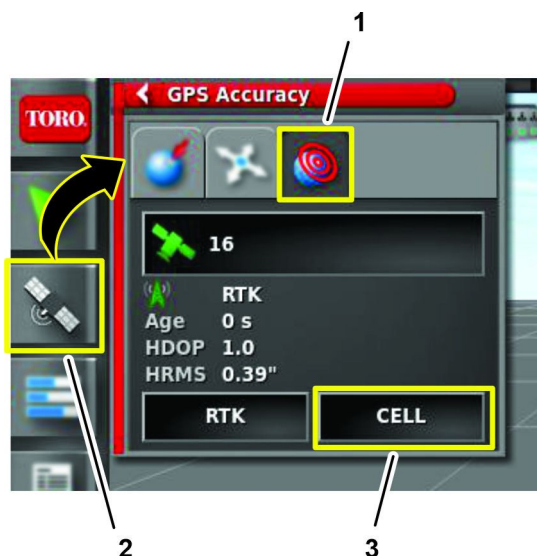 1
GPS Accuracy
TORO.
16
RTK
Age 0 s
HDOP 1.0
HRMS 0.39"
RTK CELL
2 3